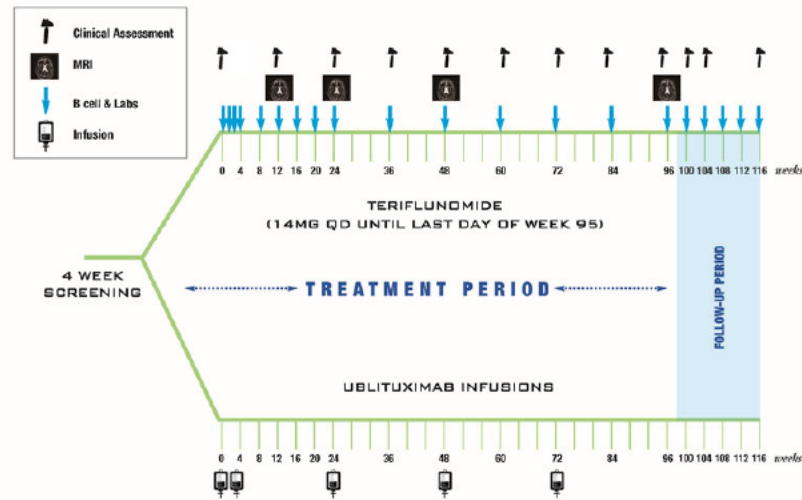 Clinical Assessment
MRI
B cell & Labs
Infusion
0 4 8 12 16 20 24 36 48 60 72 84 96 100 104 108 112 116 weeks
TERIFLUNOMIDE
(14MG QD UNTIL LAST DAY OF WEEK 95)
4 WEEK
SCREENING
TREATMENT PERIOD
FOLLOW-UP PERIOD
UBLITUXIMAB INFUSIONS
0 4 8 12 16 20 24 36 48 60 72 84 96 100 104 108 112 116 weeks